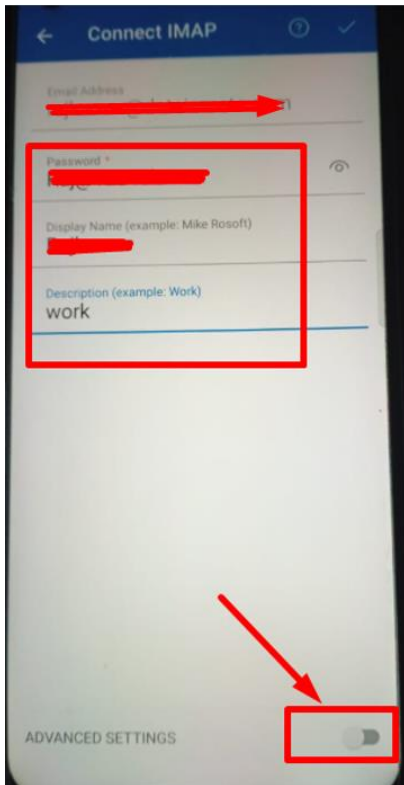 Connect IMAP
Email Address
Password *
Display Name (example: Mike Rosoft)
Description (example: Work)
work
ADVANCED SETTINGS